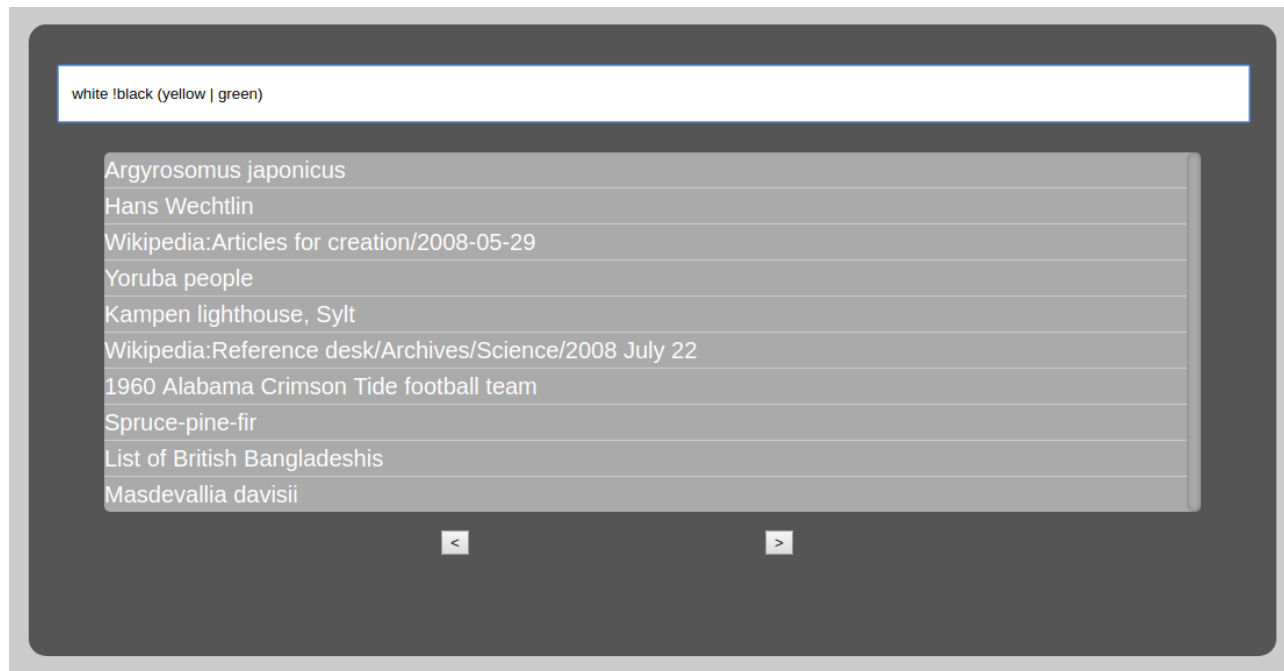 white !black (yellow | green)
Argyrosomus japonicus
Hans Wechtlin
Wikipedia:Articles for creation/2008-05-29
Yoruba people
Kampen lighthouse, Sylt
Wikipedia:Reference desk/Archives/Science/2008 July 22
1960 Alabama Crimson Tide football team
Spruce-pine-fir
List of British Bangladeshis
Masdevallia davisii
< >